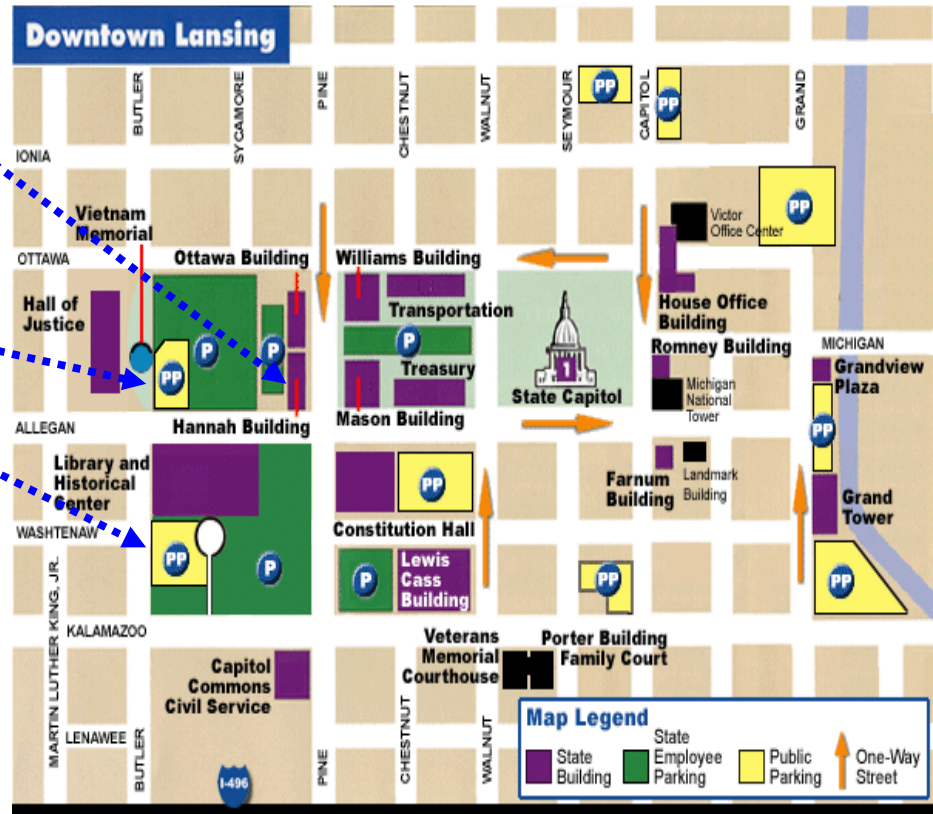 Downtown Lansing
BUTLER
SYCAMORE
PINE
CHESTNUT
WALNUT
SEYMOUR
PP
CAPITOL
PP
GRAND
IONIA
PP
Vietnam
Memorial
Victor
Office Center
OTTAWA
Ottawa Building
Williams Building
Hall of
Justice
Transportation
House Office
Building
P
P
P
PP
Treasury
1
State Capitol
Romney Building
Michigan
National
Tower
MICHIGAN
Grandview
Plaza
ALLEGAN
Hannah Building
Mason Building
PP
Library and
Historical
Center
PP
Farnum
Building
Landmark
Building
Grand
Tower
WASHTENAW
Constitution Hall
PP
P
P
Lewis
Cass
Building
PP
PP
MARTIN LUTHER KING, JR.
KALAMAZOO
Veterans
Memorial
Courthouse
Porter Building
Family Court
Capitol
Commons
Civil Service
LENAWEE
BUTLER
I-496
PINE
CHESTNUT
WALNUT
Map Legend
State
Building
State
Employee
Parking
Public
Parking
One-Way
Street